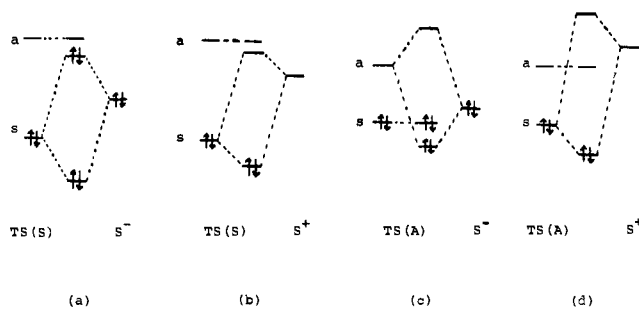 a
s
a
s
a
s
a
s
TS(S) S⁻
TS(S) S⁺
TS(A) S⁻
TS(A) S⁺
(a) (b) (c) (d)